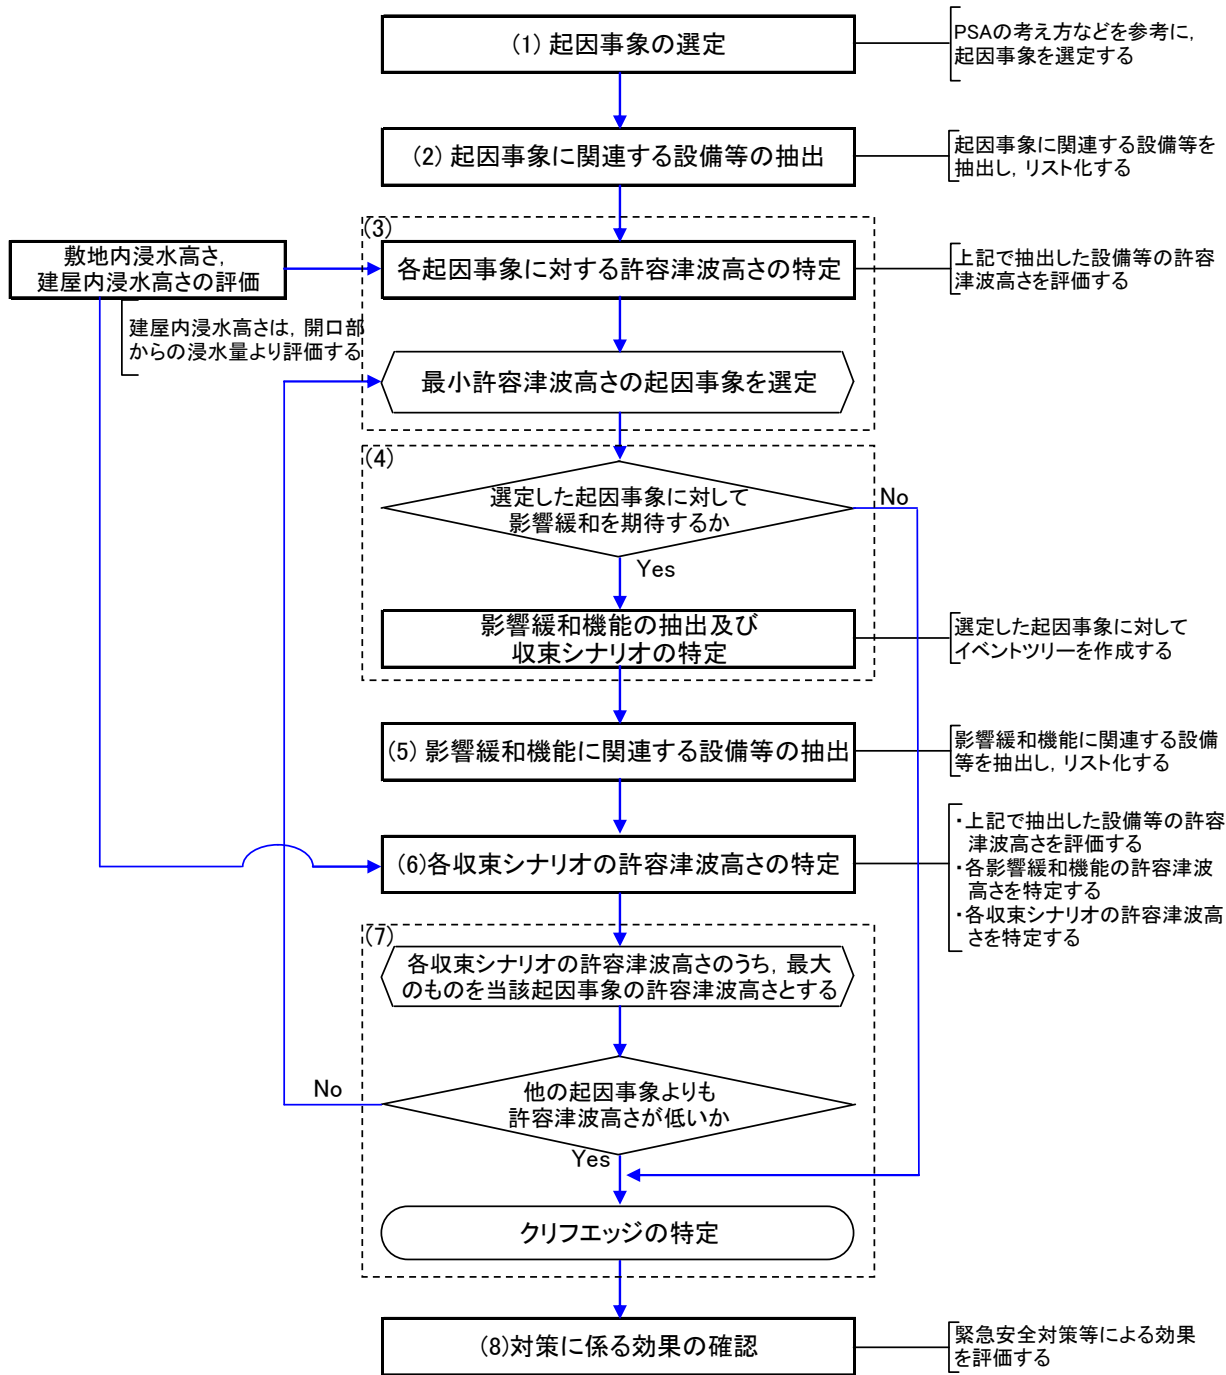 (1) 起因事象の選定
PSAの考え方などを参考に,
起因事象を選定する
(2) 起因事象に関連する設備等の抽出
起因事象に関連する設備等を
抽出し, リスト化する
(3)
敷地内浸水高さ,
建屋内浸水高さの評価
各起因事象に対する許容津波高さの特定
上記で抽出した設備等の許容
津波高さを評価する
建屋内浸水高さは, 開口部
からの浸水量より評価する
最小許容津波高さの起因事象を選定
(4)
選定した起因事象に対して
影響緩和を期待するか
No
Yes
影響緩和機能の抽出及び
収束シナリオの特定
選定した起因事象に対して
イベントツリーを作成する
(5) 影響緩和機能に関連する設備等の抽出
影響緩和機能に関連する設備
等を抽出し, リスト化する
(6)各収束シナリオの許容津波高さの特定
・上記で抽出した設備等の許容
津波高さを評価する
・各影響緩和機能の許容津波
高さを特定する
・各収束シナリオの許容津波高
さを特定する
(7)
各収束シナリオの許容津波高さのうち, 最大
のものを当該起因事象の許容津波高さとする
他の起因事象よりも
許容津波高さが低いか
No
Yes
クリフエッジの特定
(8)対策に係る効果の確認
緊急安全対策等による効果
を評価する